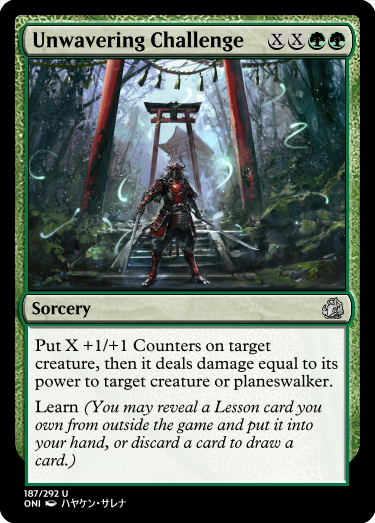 Unwavering Challenge XX
Sorcery
Put X +1/+1 Counters on target
creature, then it deals damage equal to its
power to target creature or planeswalker.
Learn (You may reveal a Lesson card you
own from outside the game and put it into
your hand, or discard a card to draw a
card.)
187/292 U
ONI ハヤケン・サレナ